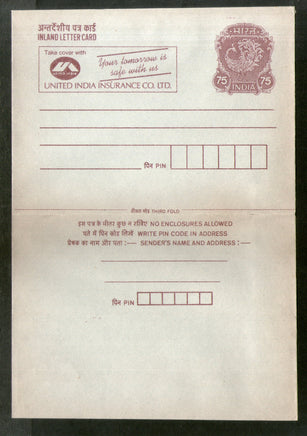 अन्तर्देशीय पत्र कार्ड
INLAND LETTER CARD
Take cover with
Your tomorrow is
safe with us
UNITED INDIA INSURANCE CO. LTD.
भारत
75 75
INDIA
पिन PIN
तीसरा मोड़ THIRD FOLD
इस पत्र के भीतर कुछ न रखिए NO ENCLOSURES ALLOWED
पते में पिन कोड लिखें WRITE PIN CODE IN ADDRESS
प्रेषक का नाम और पता :— SENDER'S NAME AND ADDRESS :—
पिन PIN